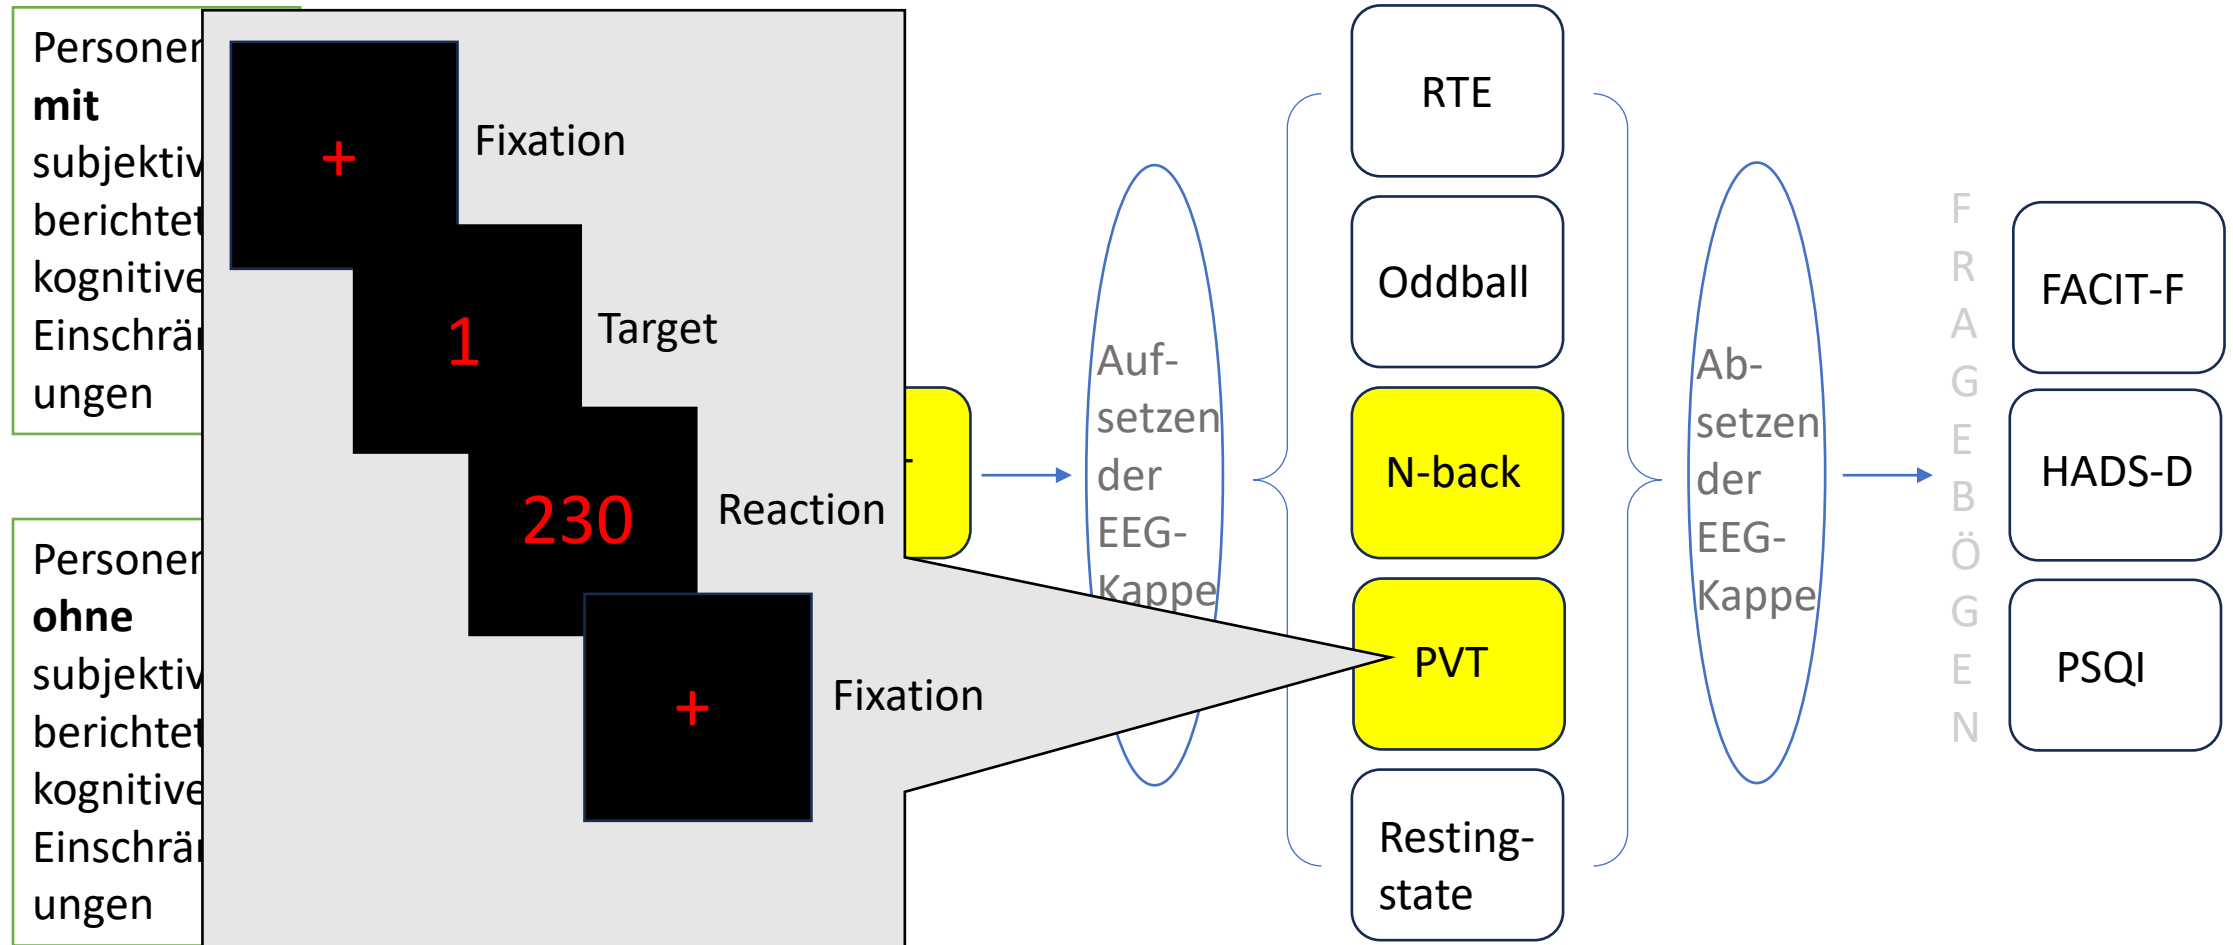 Personen
mit
subjektiv
berichtet
kognitive
Einschrän
ungen
Personen
ohne
subjektiv
berichtet
kognitive
Einschrän
ungen
+
Fixation
1
Target
230
Reaction
+
Fixation
Auf-
setzen
der
EEG-
Kappe
RTE
Oddball
N-back
PVT
Resting-
state
Ab-
setzen
der
EEG-
Kappe
FRAGEBÖGEN
FACIT-F
HADS-D
PSQI